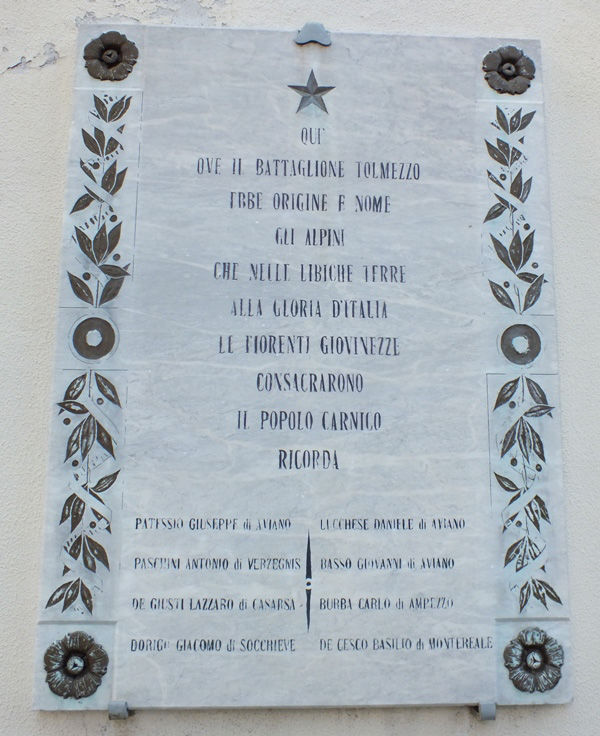 QUI'
OVE IL BATTAGLIONE TOLMEZZO
EBBE ORIGINE E NOME
GLI ALPINI
CHE NELLE LIBICHE TERRE
ALLA GLORIA D'ITALIA
LE FIORENTI GIOVINEZZE
CONSACRARONO
IL POPOLO CARNICO
RICORDA
PATESSIO GIUSEPPE di AVIANO
PASCHINI ANTONIO di VERZEGNIS
DE GIUSTI LAZZARO di CASARSA
DORIGO GIACOMO di SOCCHIEVE
LUCCHESE DANIELE di AVIANO
BASSO GIOVANNI di AVIANO
BURBA CARLO di AMPEZZO
DE CESCO BASILIO di MONTEREALE